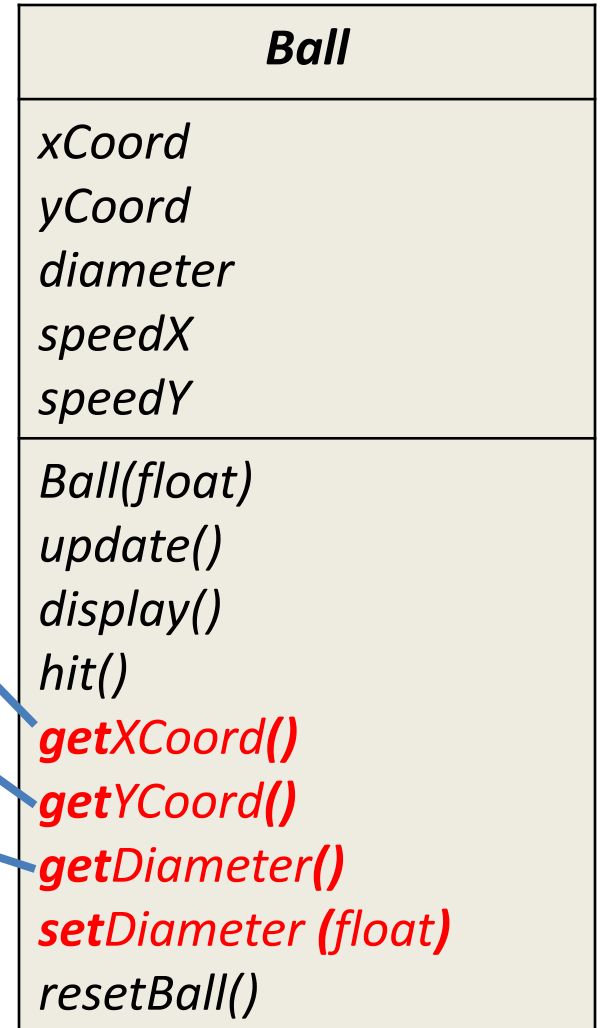 Ball
xCoord
yCoord
diameter
speedX
speedY
Ball(float)
update()
display()
hit()
getXCoord()
getYCoord()
getDiameter()
setDiameter (float)
resetBall()